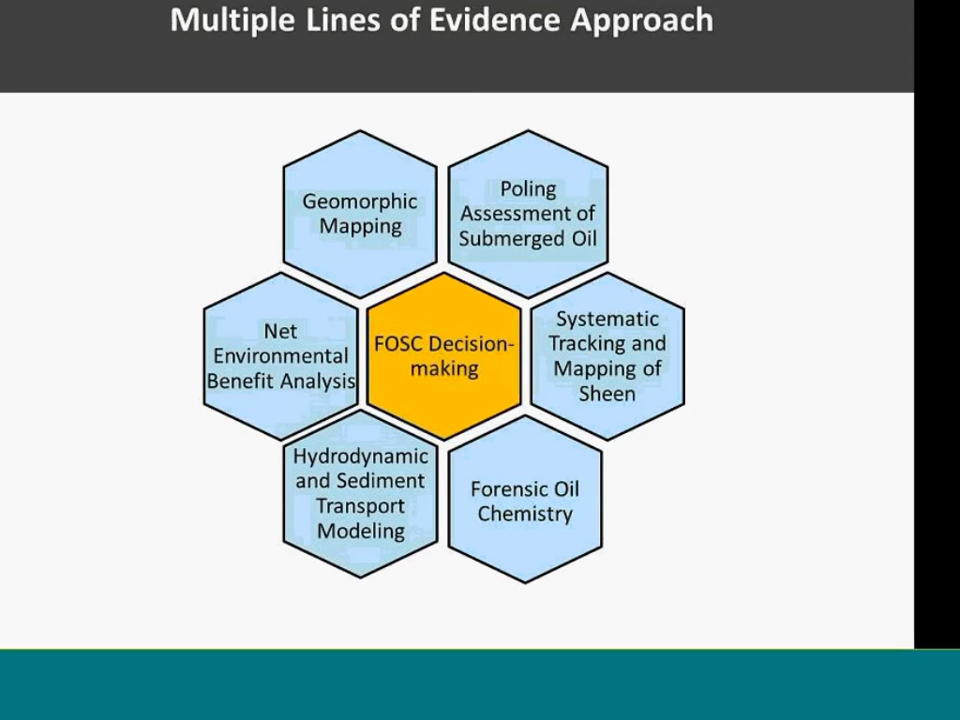 Multiple Lines of Evidence Approach
Geomorphic
Mapping
Poling
Assessment of
Submerged Oil
Net
Environmental
Benefit Analysis
FOSC Decision-
making
Systematic
Tracking and
Mapping of
Sheen
Hydrodynamic
and Sediment
Transport
Modeling
Forensic Oil
Chemistry